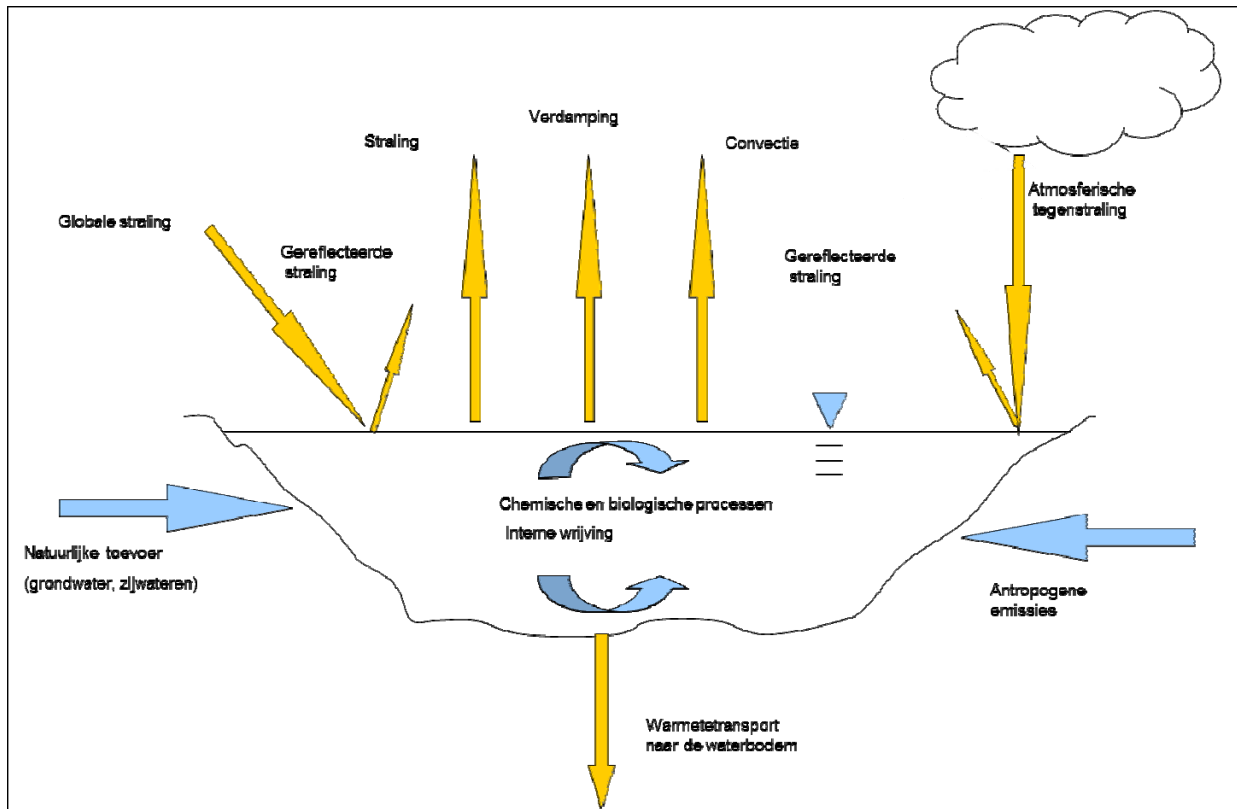 Verdamping
Straling
Convectie
Atmosferische
tegenstraling
Globale straling
Gereflecteerde
straling
Gereflecteerde
straling
Chemische en biologische processen
Interne wrijving
Natuurlijke toevoer
(grondwater, zijwateren)
Antropogene
emissies
Warmtetransport
naar de waterbodem